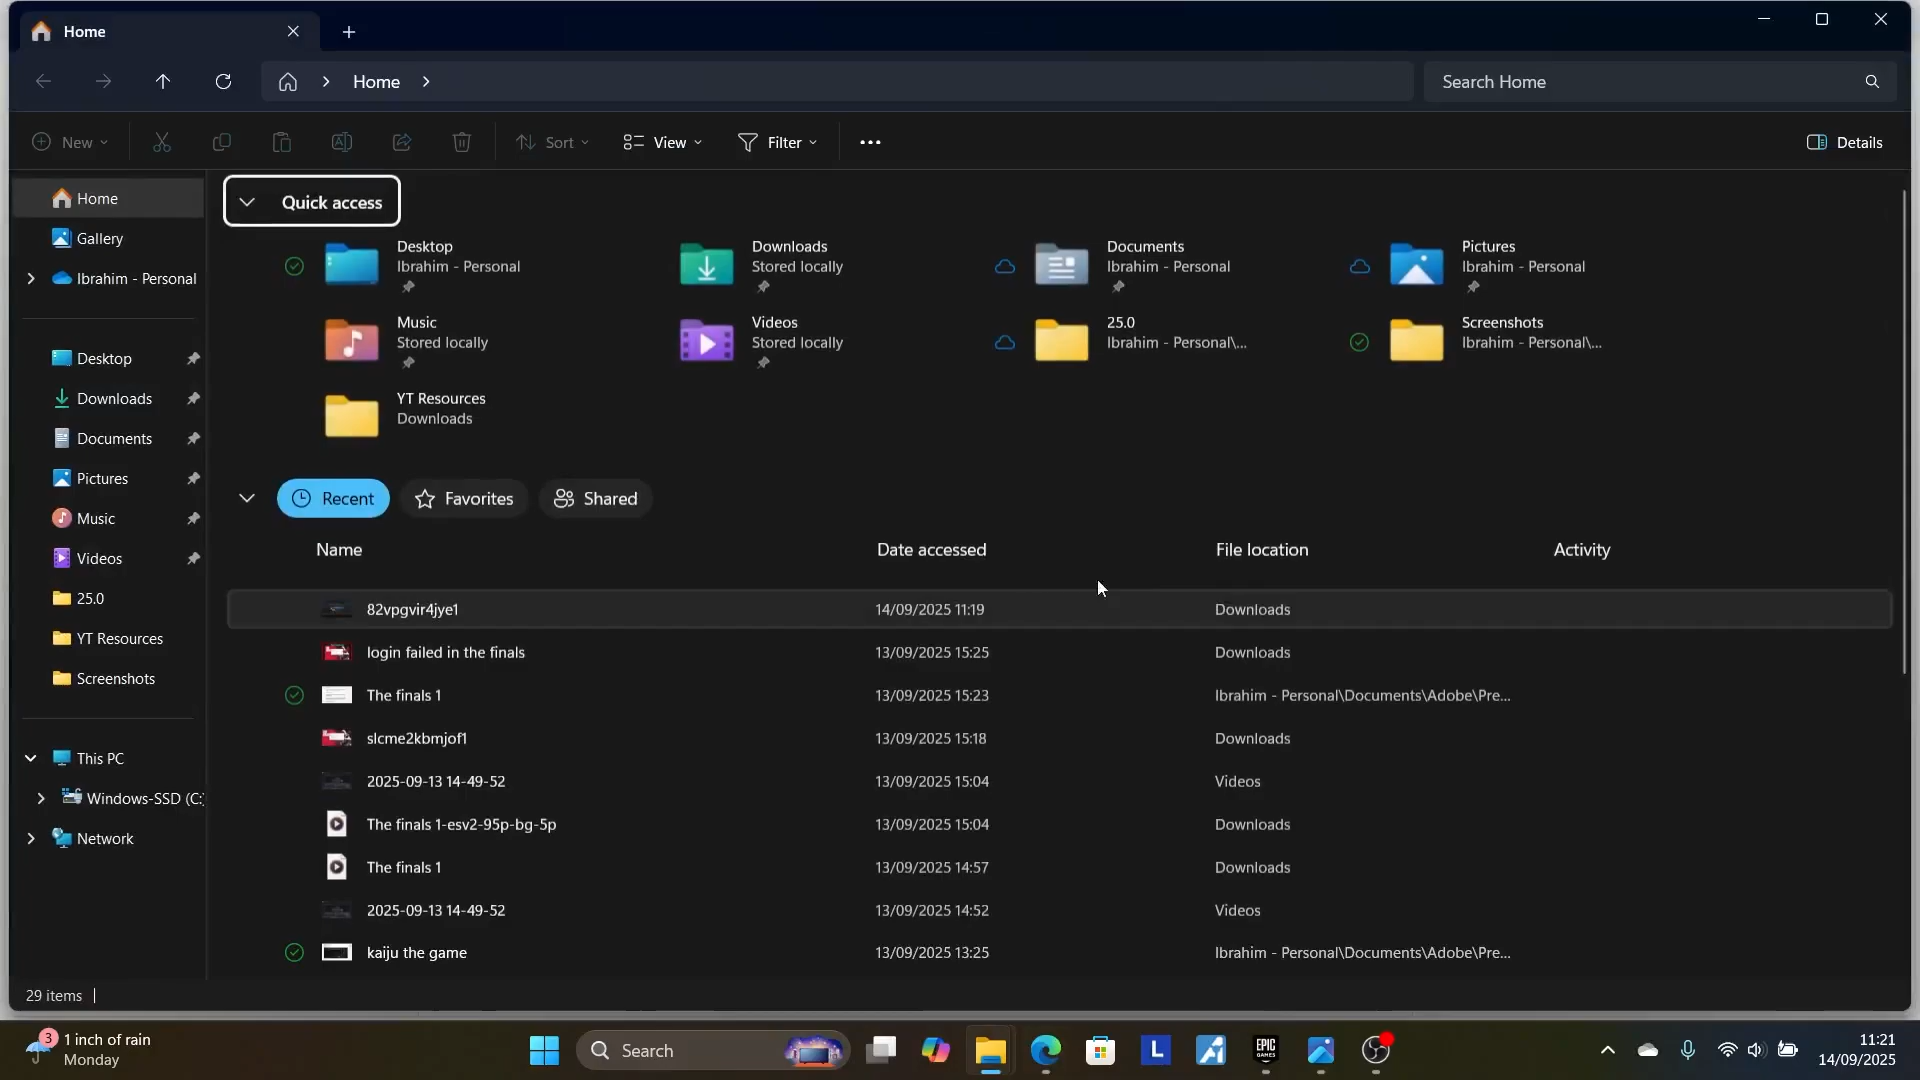 Home
Home
Search Home
New
Sort
View
Filter
Details
Home
Gallery
Ibrahim - Personal
Desktop
Downloads
Documents
Pictures
Music
Videos
25.0
YT Resources
Screenshots
This PC
Windows-SSD (C:)
Network
Quick access
Desktop
Ibrahim - Personal
Downloads
Stored locally
Documents
Ibrahim - Personal
Pictures
Ibrahim - Personal
Music
Stored locally
Videos
Stored locally
25.0
Ibrahim - Personal\...
Screenshots
Ibrahim - Personal\...
YT Resources
Downloads
Recent Favorites Shared
Name Date accessed File location Activity
82vpgvir4jye1 14/09/2025 11:19 Downloads
login failed in the finals 13/09/2025 15:25 Downloads
The finals 1 13/09/2025 15:23 Ibrahim - Personal\Documents\Adobe\Pre...
slcme2kbmjof1 13/09/2025 15:18 Downloads
2025-09-13 14-49-52 13/09/2025 15:04 Videos
The finals 1-esv2-95p-bg-5p 13/09/2025 15:04 Downloads
The finals 1 13/09/2025 14:57 Downloads
2025-09-13 14-49-52 13/09/2025 14:52 Videos
kaiju the game 13/09/2025 13:25 Ibrahim - Personal\Documents\Adobe\Pre...
29 items
3
1 inch of rain
Monday
Search
L
EPIC
GAMES
11:21
14/09/2025